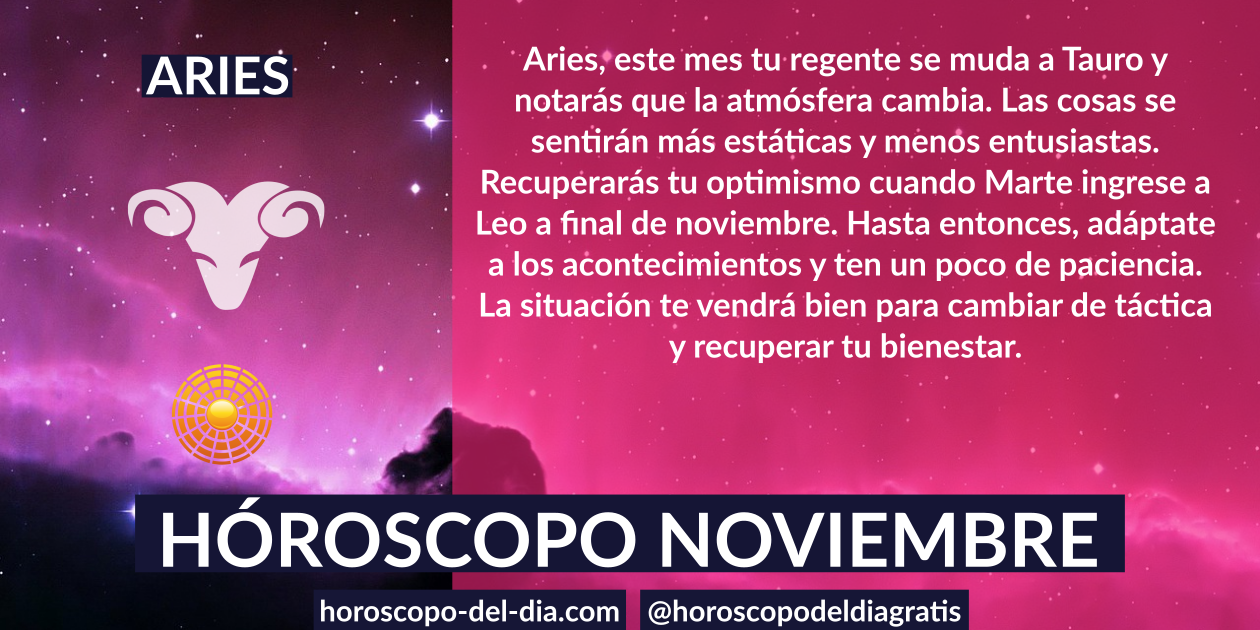 ARIES
Aries, este mes tu regente se muda a Tauro y
notarás que la atmósfera cambia. Las cosas se
sentirán más estáticas y menos entusiastas.
Recuperarás tu optimismo cuando Marte ingrese a
Leo a final de noviembre. Hasta entonces, adáptate
a los acontecimientos y ten un poco de paciencia.
La situación te vendrá bien para cambiar de táctica
y recuperar tu bienestar.
HÓROSCOPO NOVIEMBRE
horoscopo-del-dia.com
@horoscopodeldiagratis